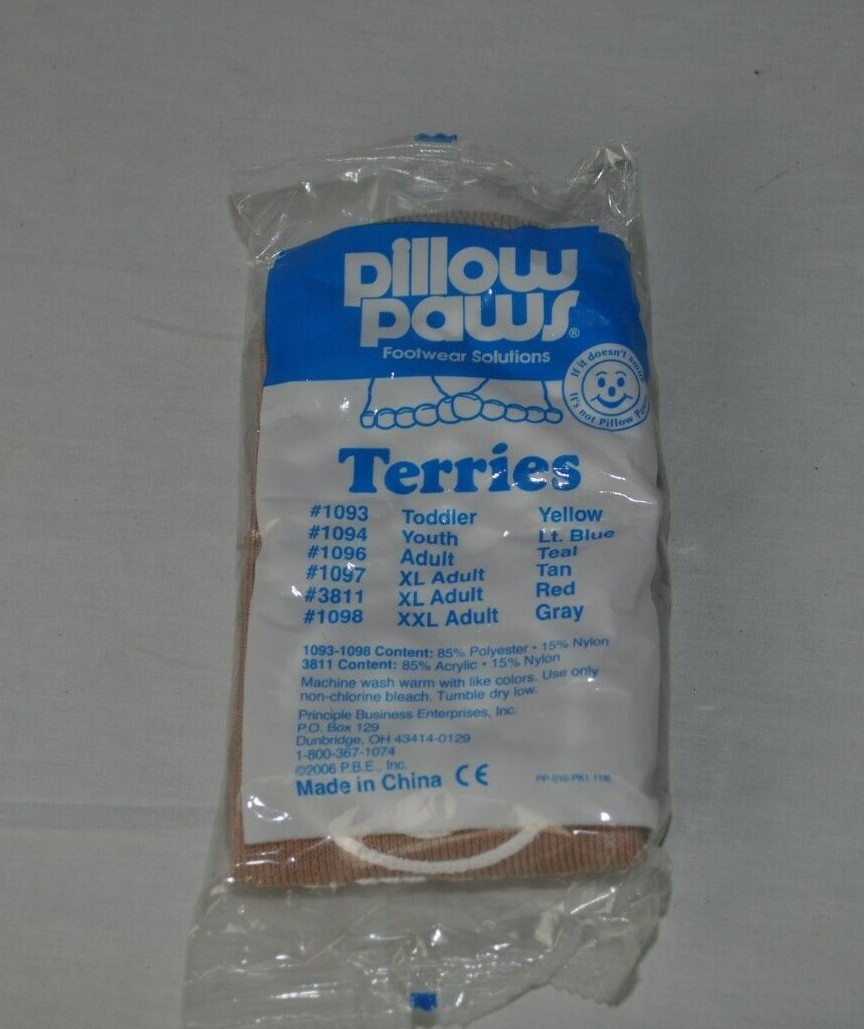 pillow
paws®
Footwear Solutions
If it doesn't smile
It's not Pillow Paws
Terries
#1093 Toddler Yellow
#1094 Youth Lt. Blue
#1096 Adult Teal
#1097 XL Adult Tan
#3811 XL Adult Red
#1098 XXL Adult Gray
1093-1098 Content: 85% Polyester • 15% Nylon
3811 Content: 85% Acrylic • 15% Nylon
Machine wash warm with like colors. Use only
non-chlorine bleach. Tumble dry low.
Principle Business Enterprises, Inc.
P.O. Box 129
Dunbridge, OH 43414-0129
1-800-367-1074
©2006 P.B.E., Inc.
Made in China CE
PP-010-PK1